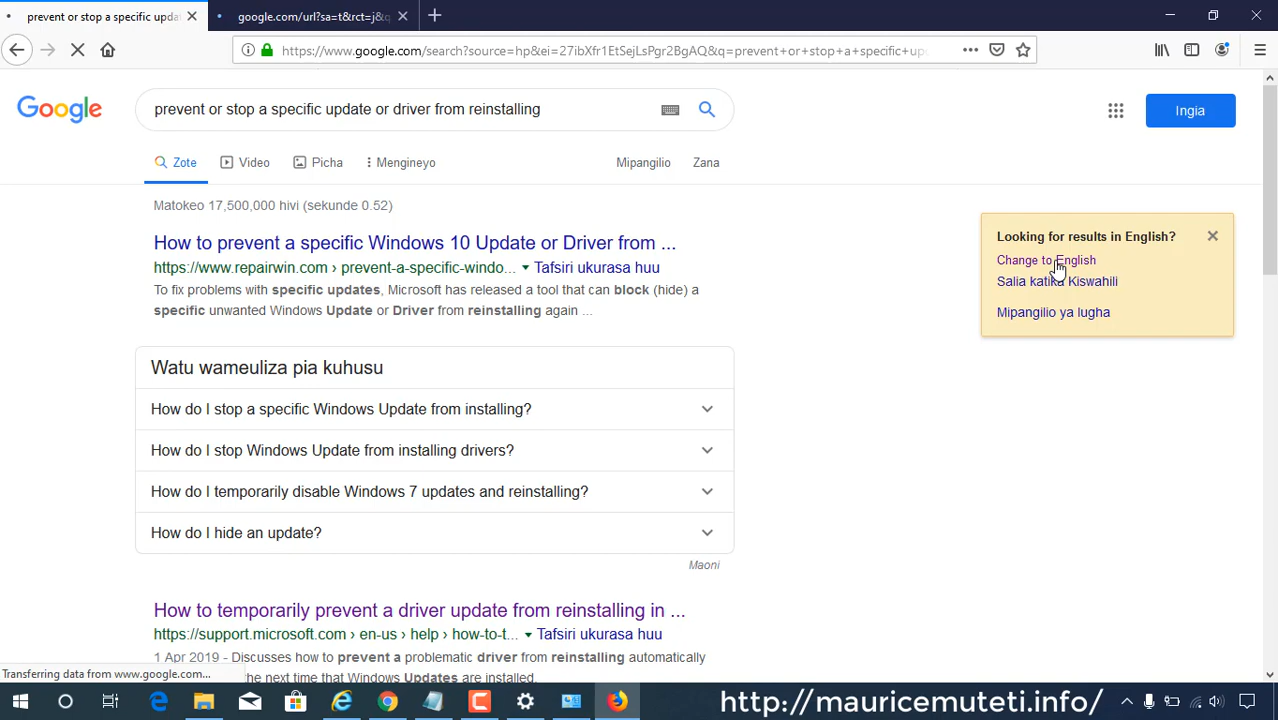 prevent or stop a specific upda
google.com/url?sa=t&rct=j&q
https://www.google.com/search?source=hp&ei=27ibXfr1EtSejLsPgr2BgAQ&q=prevent+or+stop+a+specific+up
Google
prevent or stop a specific update or driver from reinstalling
Ingia
Zote
Video
Picha
Mengineyo
Mipangilio
Zana
Matokeo 17,500,000 hivi (sekunde 0.52)
How to prevent a specific Windows 10 Update or Driver from ...
https://www.repairwin.com › prevent-a-specific-windo... Tafsiri ukurasa huu
To fix problems with specific updates, Microsoft has released a tool that can block (hide) a
specific unwanted Windows Update or Driver from reinstalling again ...
Looking for results in English?
Change to English
Salia katika Kiswahili
Mipangilio ya lugha
Watu wameuliza pia kuhusu
How do I stop a specific Windows Update from installing?
How do I stop Windows Update from installing drivers?
How do I temporarily disable Windows 7 updates and reinstalling?
How do I hide an update?
Maoni
How to temporarily prevent a driver update from reinstalling in ...
https://support.microsoft.com › en-us › help › how-to-t... Tafsiri ukurasa huu
1 Apr 2019 - Discusses how to prevent a problematic driver from reinstalling automatically
the next time that Windows Updates are installed.
Transferring data from www.google.com...
http://mauricemuteti.info/